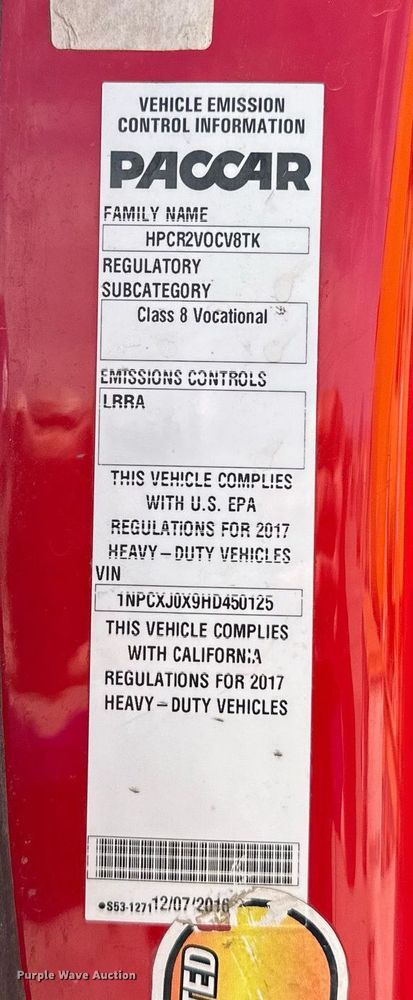 VEHICLE EMISSION
CONTROL INFORMATION
PACCAR
FAMILY NAME
HPCR2VOCV8TK
REGULATORY
SUBCATEGORY
Class 8 Vocational
EMISSIONS CONTROLS
LRRA
THIS VEHICLE COMPLIES
WITH U.S. EPA
REGULATIONS FOR 2017
HEAVY-DUTY VEHICLES
VIN
1NPCXJ0X9HD450125
THIS VEHICLE COMPLIES
WITH CALIFORNIA
REGULATIONS FOR 2017
HEAVY-DUTY VEHICLES
S53-1271 12/07/2016
TED
Purple Wave Auction